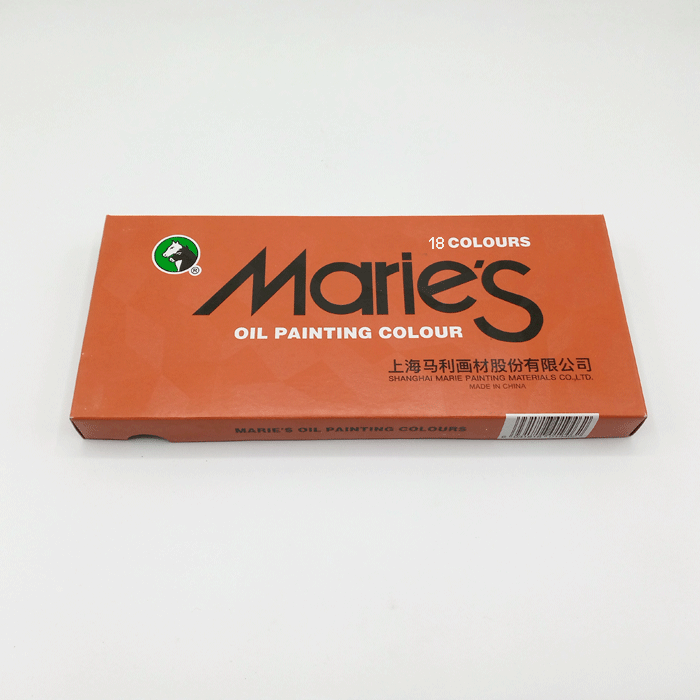 18 COLOURS
Marie'S
®
OIL PAINTING COLOUR
上海马利画材股份有限公司
SHANGHAI MARIE PAINTING MATERIALS CO.,LTD.
MADE IN CHINA
MARIE'S OIL PAINTING COLOURS